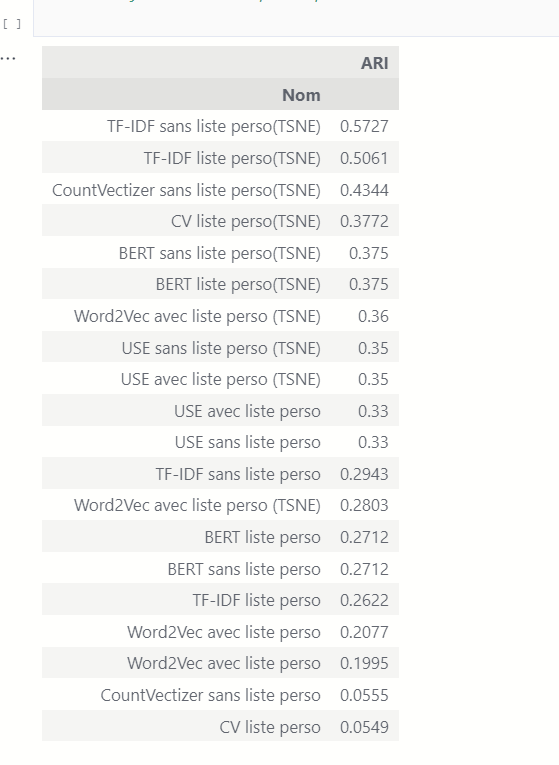 [ ]
...
ARI
Nom
TF-IDF sans liste perso(TSNE) 0.5727
TF-IDF liste perso(TSNE) 0.5061
CountVectizer sans liste perso(TSNE) 0.4344
CV liste perso(TSNE) 0.3772
BERT sans liste perso(TSNE) 0.375
BERT liste perso(TSNE) 0.375
Word2Vec avec liste perso (TSNE) 0.36
USE sans liste perso (TSNE) 0.35
USE avec liste perso (TSNE) 0.35
USE avec liste perso 0.33
USE sans liste perso 0.33
TF-IDF sans liste perso 0.2943
Word2Vec avec liste perso (TSNE) 0.2803
BERT liste perso 0.2712
BERT sans liste perso 0.2712
TF-IDF liste perso 0.2622
Word2Vec avec liste perso 0.2077
Word2Vec avec liste perso 0.1995
CountVectizer sans liste perso 0.0555
CV liste perso 0.0549